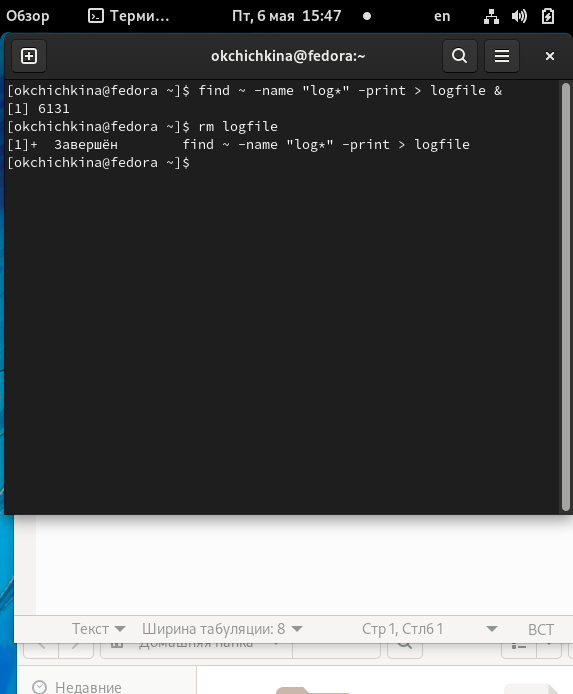 Обзор Терми... Пт, 6 мая 15:47 en
okchichkina@fedora:~
[okchichkina@fedora ~]$ find ~ -name "log*" -print > logfile &
[1] 6131
[okchichkina@fedora ~]$ rm logfile
[1]+  Завершён        find ~ -name "log*" -print > logfile
[okchichkina@fedora ~]$
Текст Ширина табуляции: 8 Стр 1, Стлб 1 ВСТ
Домашняя папка
Недавние